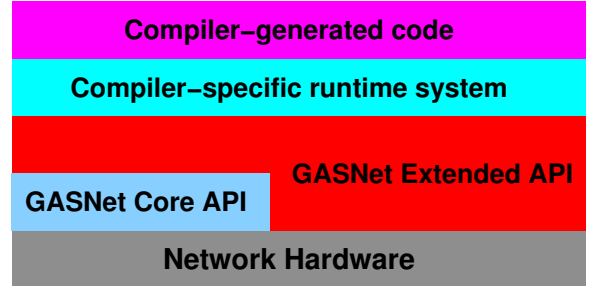 Compiler−generated code
Compiler−specific runtime system
GASNet Extended API
GASNet Core API
Network Hardware